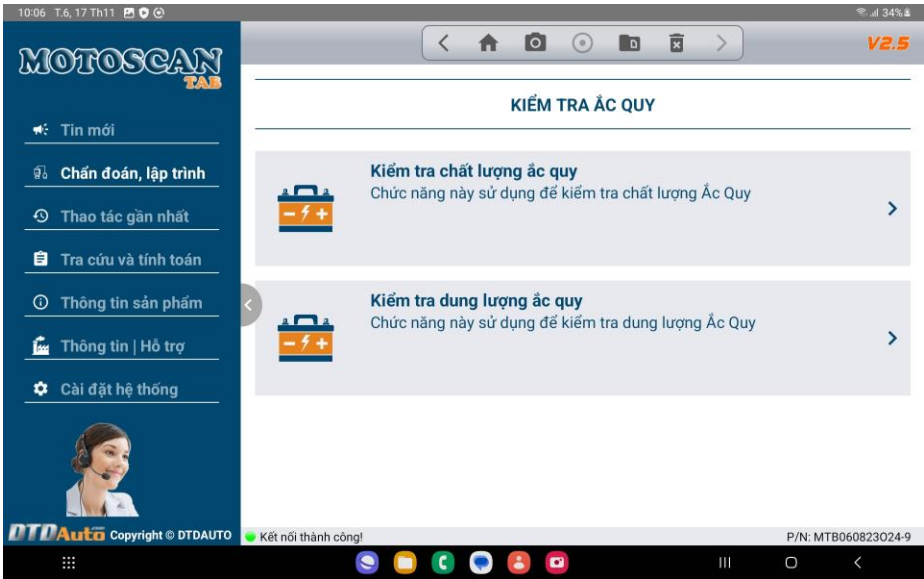 10:06 T.6, 17 Th11
34%
MOTOSCAN
TAB
V2.5
Tin mới
Chẩn đoán, lập trình
Thao tác gần nhất
Tra cứu và tính toán
Thông tin sản phẩm
Thông tin | Hỗ trợ
Cài đặt hệ thống
DTDAuto.com Copyright © DTDAUTO
KIỂM TRA ẮC QUY
Kiểm tra chất lượng ắc quy
Chức năng này sử dụng để kiểm tra chất lượng Ắc Quy
Kiểm tra dung lượng ắc quy
Chức năng này sử dụng để kiểm tra dung lượng Ắc Quy
Kết nối thành công!
P/N: MTB060823O24-9